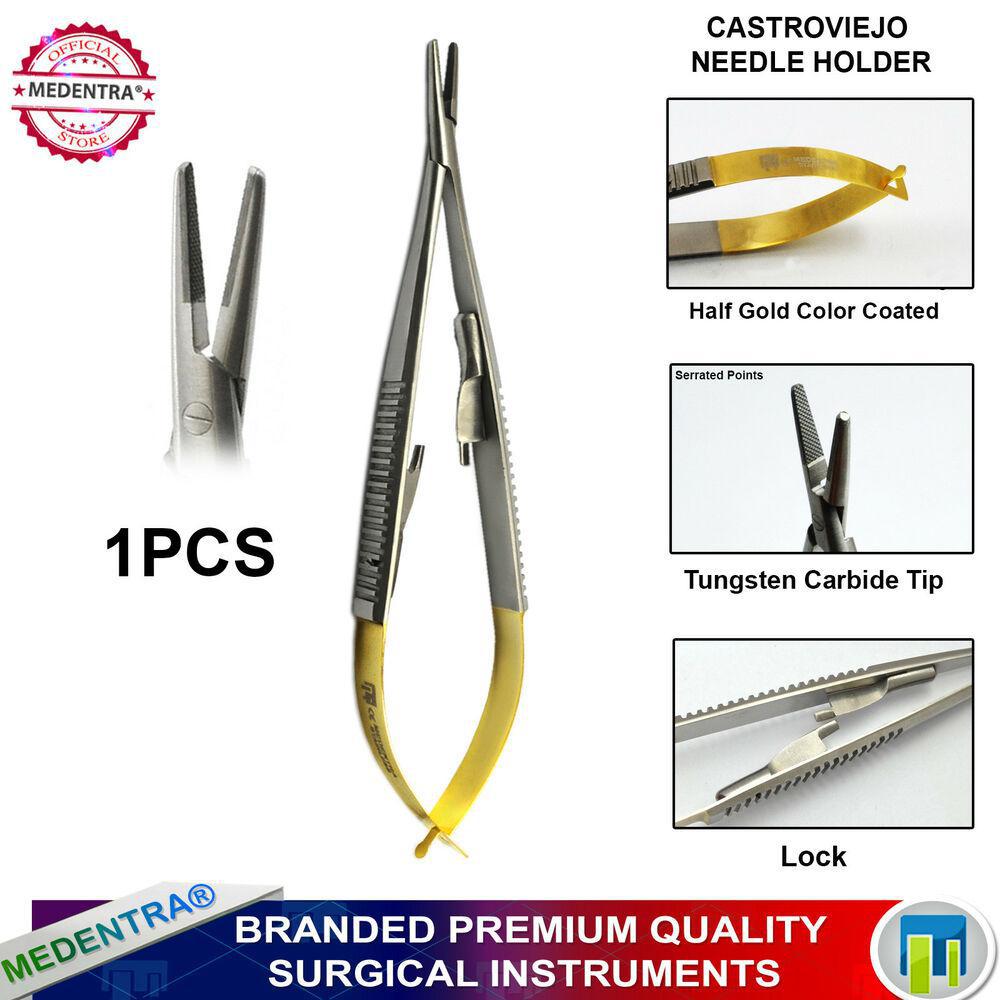 OFFICIAL
MEDENTRA®
STORE
CASTROVIEJO
NEEDLE HOLDER
Half Gold Color Coated
Serrated Points
Tungsten Carbide Tip
1PCS
Lock
MEDENTRA®
BRANDED PREMIUM QUALITY
SURGICAL INSTRUMENTS